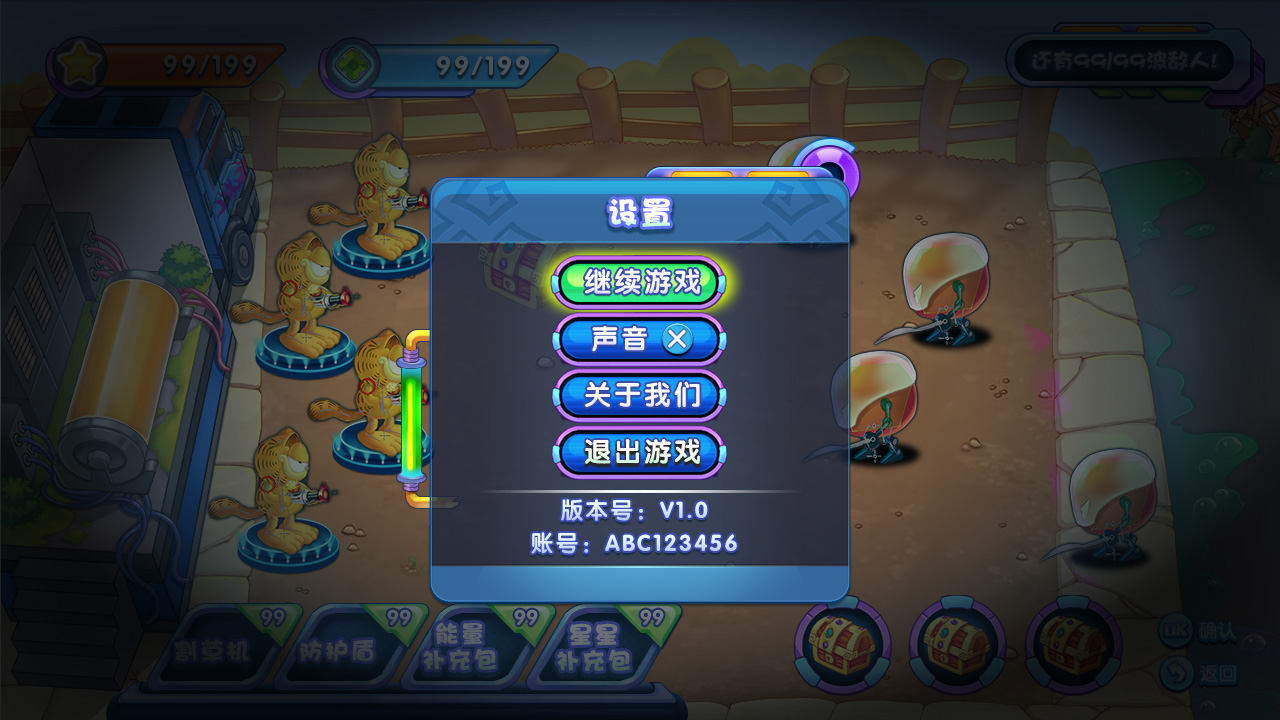 99/199
99/199
还有99/99波敌人!
设置
继续游戏
声音
关于我们
退出游戏
版本号：V1.0
账号：ABC123456
99
99
99
99
割草机
防护盾
能量
补充包
星星
补充包
OK 确认
返回